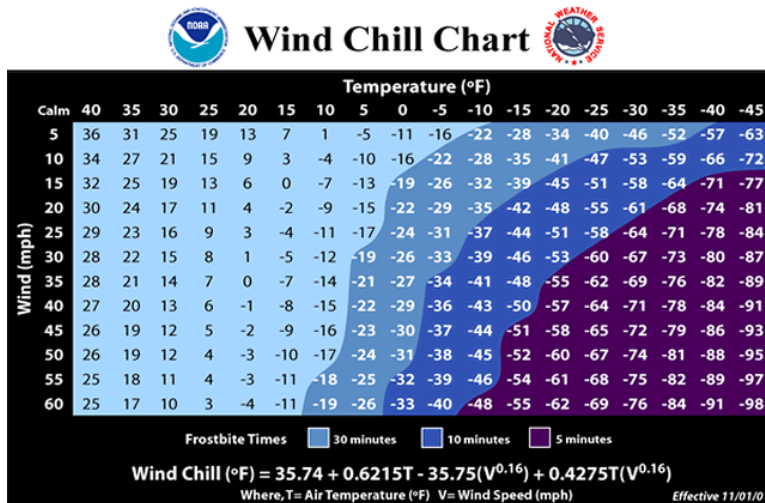 NOAA
Wind Chill Chart
NATIONAL WEATHER SERVICE
Temperature (ºF)
Calm 40 35 30 25 20 15 10 5 0 -5 -10 -15 -20 -25 -30 -35 -40 -45
5 36 31 25 19 13 7 1 -5 -11 -16 -22 -28 -34 -40 -46 -52 -57 -63
10 34 27 21 15 9 3 -4 -10 -16 -22 -28 -35 -41 -47 -53 -59 -66 -72
15 32 25 19 13 6 0 -7 -13 -19 -26 -32 -39 -45 -51 -58 -64 -71 -77
20 30 24 17 11 4 -2 -9 -15 -22 -29 -35 -42 -48 -55 -61 -68 -74 -81
25 29 23 16 9 3 -4 -11 -17 -24 -31 -37 -44 -51 -58 -64 -71 -78 -84
30 28 22 15 8 1 -5 -12 -19 -26 -33 -39 -46 -53 -60 -67 -73 -80 -87
35 28 21 14 7 0 -7 -14 -21 -27 -34 -41 -48 -55 -62 -69 -76 -82 -89
40 27 20 13 6 -1 -8 -15 -22 -29 -36 -43 -50 -57 -64 -71 -78 -84 -91
45 26 19 12 5 -2 -9 -16 -23 -30 -37 -44 -51 -58 -65 -72 -79 -86 -93
50 26 19 12 4 -3 -10 -17 -24 -31 -38 -45 -52 -60 -67 -74 -81 -88 -95
55 25 18 11 4 -3 -11 -18 -25 -32 -39 -46 -54 -61 -68 -75 -82 -89 -97
60 25 17 10 3 -4 -11 -19 -26 -33 -40 -48 -55 -62 -69 -76 -84 -91 -98
Wind (mph)
Frostbite Times 30 minutes 10 minutes 5 minutes
Wind Chill (ºF) = 35.74 + 0.6215T - 35.75(V0.16) + 0.4275T(V0.16)
Where, T= Air Temperature (ºF) V= Wind Speed (mph)
Effective 11/01/0